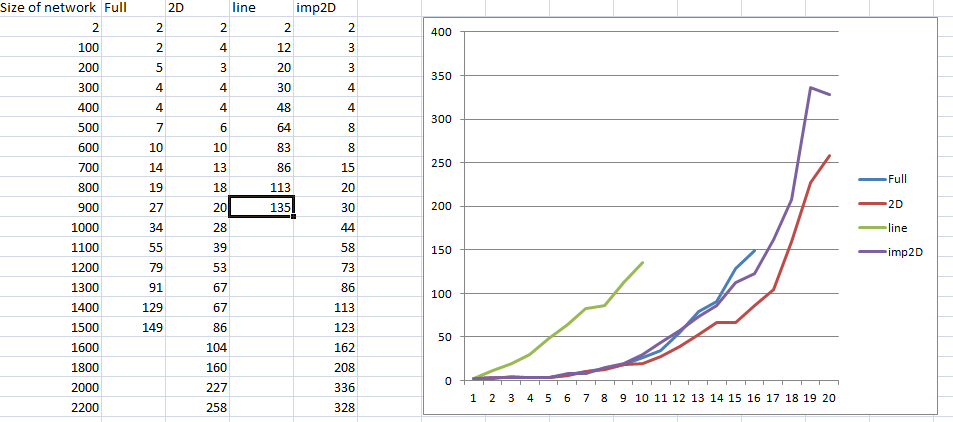 Size of network Full 2D line imp2D
2 2 2 2 2
100 2 4 12 3
200 5 3 20 3
300 4 4 30 4
400 4 4 48 4
500 7 6 64 8
600 10 10 83 8
700 14 13 86 15
800 19 18 113 20
900 27 20 135 30
1000 34 28 44
1100 55 39 58
1200 79 53 73
1300 91 67 86
1400 129 67 113
1500 149 86 123
1600 104 162
1800 160 208
2000 227 336
2200 258 328
400
350
300
250
200
150
100
50
0
1 2 3 4 5 6 7 8 9 10 11 12 13 14 15 16 17 18 19 20
Full
2D
line
imp2D